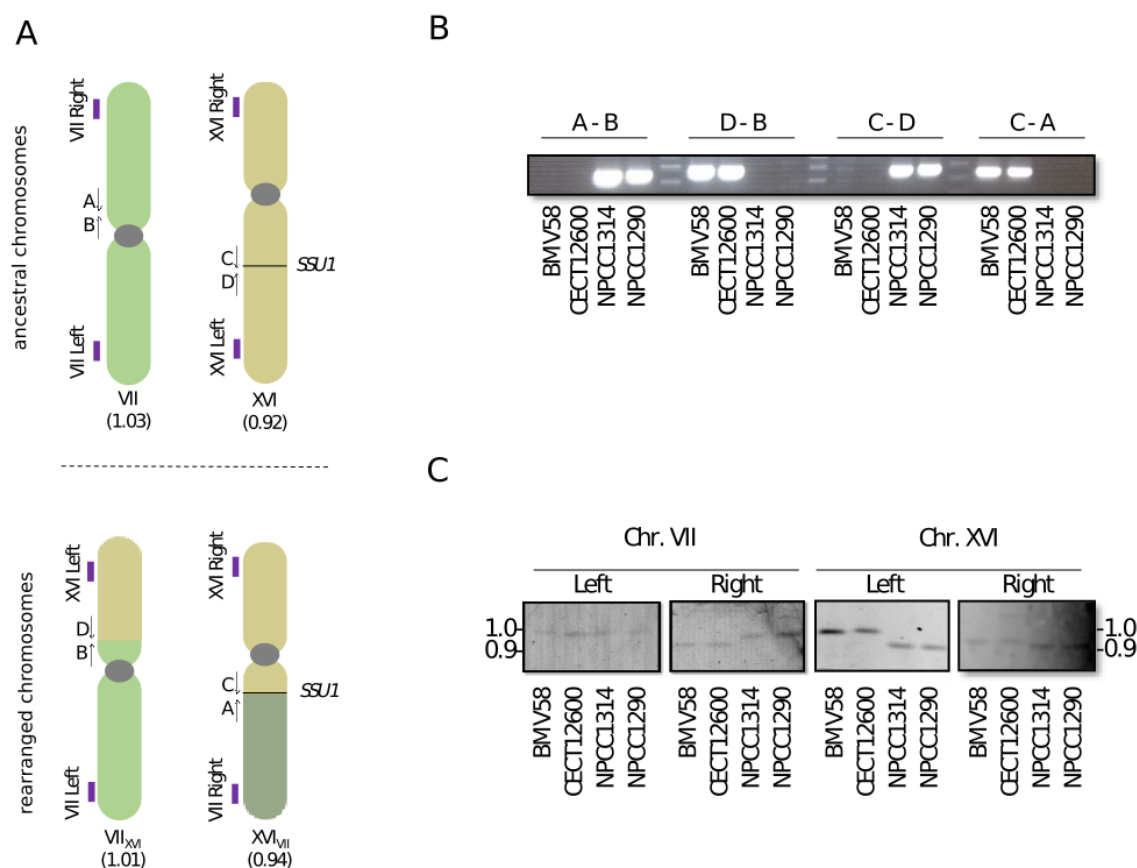 A
ancestral chromosomes
VII Right
A
B
VII Left
VII
(1.03)
XVI Right
C
D
SSU1
XVI Left
XVI
(0.92)
rearranged chromosomes
XVI Left
D
B
VII Left
VII XVI
(1.01)
XVI Right
C
A
SSU1
VII Right
XVI VII
(0.94)
B
A - B D - B C - D C - A
BMV58
CECT12600
NPCC1314
NPCC1290
BMV58
CECT12600
NPCC1314
NPCC1290
BMV58
CECT12600
NPCC1314
NPCC1290
BMV58
CECT12600
NPCC1314
NPCC1290
C
Chr. VII Chr. XVI
Left Right Left Right
1.0- -1.0
0.9- -0.9
BMV58
CECT12600
NPCC1314
NPCC1290
BMV58
CECT12600
NPCC1314
NPCC1290
BMV58
CECT12600
NPCC1314
NPCC1290
BMV58
CECT12600
NPCC1314
NPCC1290